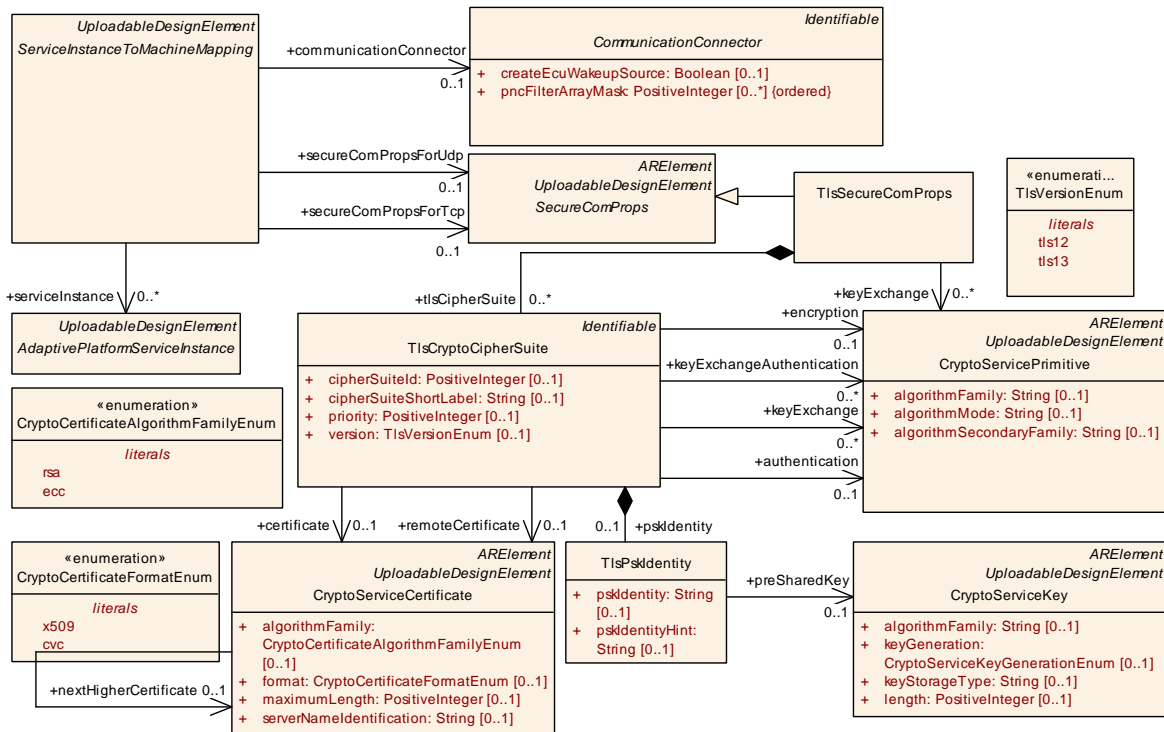 UploadableDesignElement
ServiceInstanceToMachineMapping
+communicationConnector
0..1
Identifiable
CommunicationConnector
+ createEcuWakeupSource: Boolean [0..1]
+ pncFilterArrayMask: PositiveInteger [0..*] {ordered}
+secureComPropsForUdp
0..1
+secureComPropsForTcp
0..1
ARElement
UploadableDesignElement
SecureComProps
TlsSecureComProps
«enumerati...
TlsVersionEnum
literals
tls12
tls13
+serviceInstance
0..*
UploadableDesignElement
AdaptivePlatformServiceInstance
+tlsCipherSuite
0..*
+keyExchange
0..*
Identifiable
TlsCryptoCipherSuite
+ cipherSuiteId: PositiveInteger [0..1]
+ cipherSuiteShortLabel: String [0..1]
+ priority: PositiveInteger [0..1]
+ version: TlsVersionEnum [0..1]
+encryption
0..1
+keyExchangeAuthentication
0..*
+keyExchange
0..*
+authentication
0..1
ARElement
UploadableDesignElement
CryptoServicePrimitive
+ algorithmFamily: String [0..1]
+ algorithmMode: String [0..1]
+ algorithmSecondaryFamily: String [0..1]
«enumeration»
CryptoCertificateAlgorithmFamilyEnum
literals
rsa
ecc
+certificate
0..1
+remoteCertificate
0..1
0..1
+pskIdentity
«enumeration»
CryptoCertificateFormatEnum
literals
x509
cvc
+nextHigherCertificate
0..1
ARElement
UploadableDesignElement
CryptoServiceCertificate
+ algorithmFamily:
CryptoCertificateAlgorithmFamilyEnum
[0..1]
+ format: CryptoCertificateFormatEnum [0..1]
+ maximumLength: PositiveInteger [0..1]
+ serverNameIdentification: String [0..1]
TlsPskIdentity
+ pskIdentity: String
[0..1]
+ pskIdentityHint:
String [0..1]
+preSharedKey
0..1
ARElement
UploadableDesignElement
CryptoServiceKey
+ algorithmFamily: String [0..1]
+ keyGeneration:
CryptoServiceKeyGenerationEnum [0..1]
+ keyStorageType: String [0..1]
+ length: PositiveInteger [0..1]